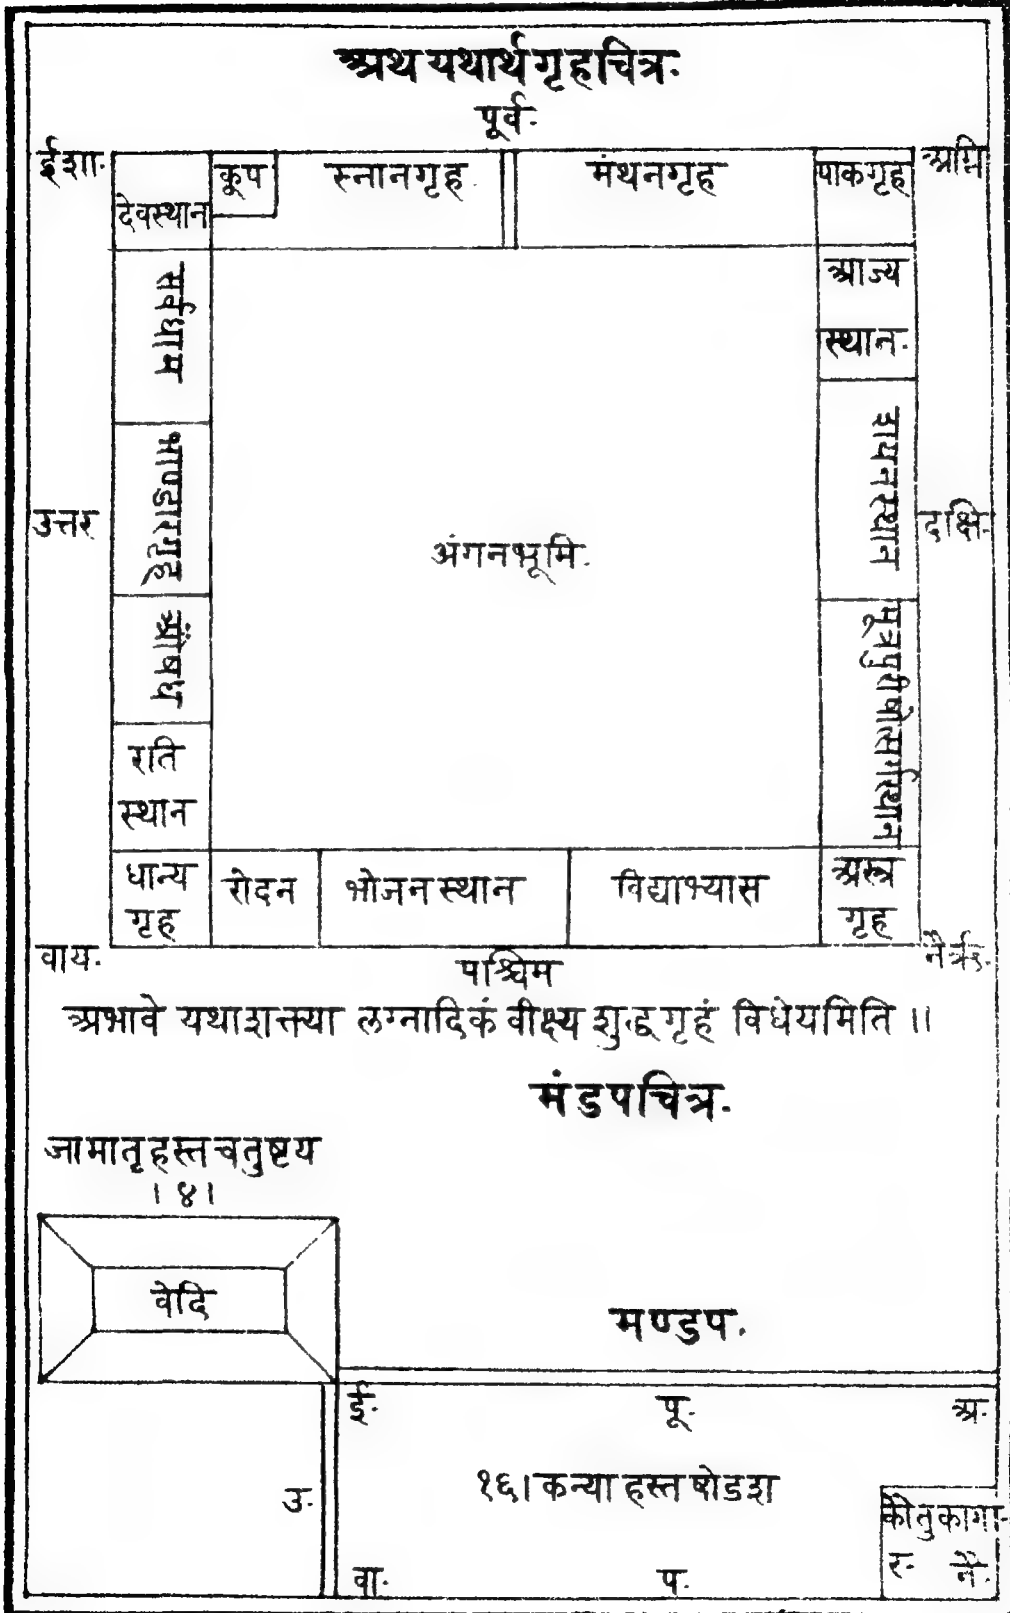 अथ यथार्थगृहचित्रः
पूर्वः
ईशाः
देवस्थान
कूप
स्नानगृह
मंथनगृह
पाकगृह
अग्नि
सर्वधाम
आज्य
स्थानः
भाण्डारगृह
शयनस्थान
उत्तर
दक्षिः
अंगनभूमिः
औषध
मूत्रपुरीषोत्सर्गस्थान
रति
स्थान
धान्य
गृह
रोदन
भोजनस्थान
विद्याभ्यास
अस्त्र
गृह
वायः
पश्चिम
नैर्ऋः
अभावे यथाशक्त्या लग्नादिकं वीक्ष्य शुद्धगृहं विधेयमिति ॥
मंडपचित्रः
जामातृहस्तचतुष्टय
। ४।
वेदि
मण्डपः
ईः
पूः
अः
उः
१६। कन्या हस्त षोडश
कौतुकागा-
रः नैः
वाः
पः